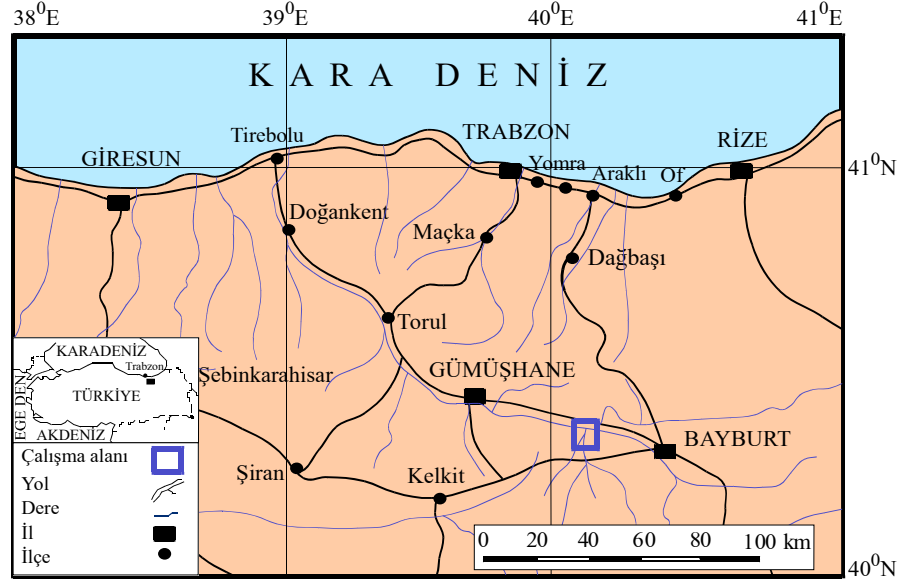 38⁰E 39⁰E 40⁰E 41⁰E
KARA DENİZ
Tirebolu
TRABZON
RİZE
GİRESUN
Yomra
41⁰N
Araklı
Of
Doğankent
Maçka
Dağbaşı
Torul
KARADENİZ
Trabzon
Şebinkarahisar
GÜMÜŞHANE
TÜRKİYE
EGE DEN
AKDENİZ
BAYBURT
Çalışma alanı
Şiran
Kelkit
Yol
Dere
İl
İlçe
0 20 40 60 80 100 km
40⁰N